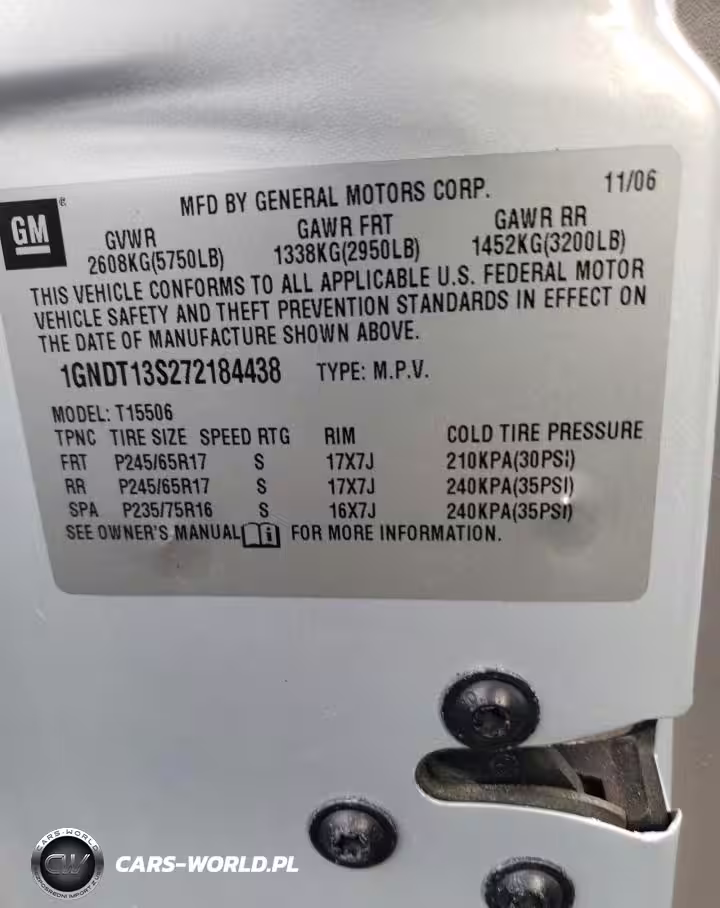 GM®
MFD BY GENERAL MOTORS CORP. 11/06
GVWR GAWR FRT GAWR RR
2608KG(5750LB) 1338KG(2950LB) 1452KG(3200LB)
THIS VEHICLE CONFORMS TO ALL APPLICABLE U.S. FEDERAL MOTOR
VEHICLE SAFETY AND THEFT PREVENTION STANDARDS IN EFFECT ON
THE DATE OF MANUFACTURE SHOWN ABOVE.
1GNDT13S272184438 TYPE: M.P.V.
MODEL: T15506
TPNC TIRE SIZE SPEED RTG RIM COLD TIRE PRESSURE
FRT P245/65R17 S 17X7J 210KPA(30PSI)
RR P245/65R17 S 17X7J 240KPA(35PSI)
SPA P235/75R16 S 16X7J 240KPA(35PSI)
SEE OWNER'S MANUAL i FOR MORE INFORMATION.
CARS-WORLD
CW
CARS-WORLD.PL